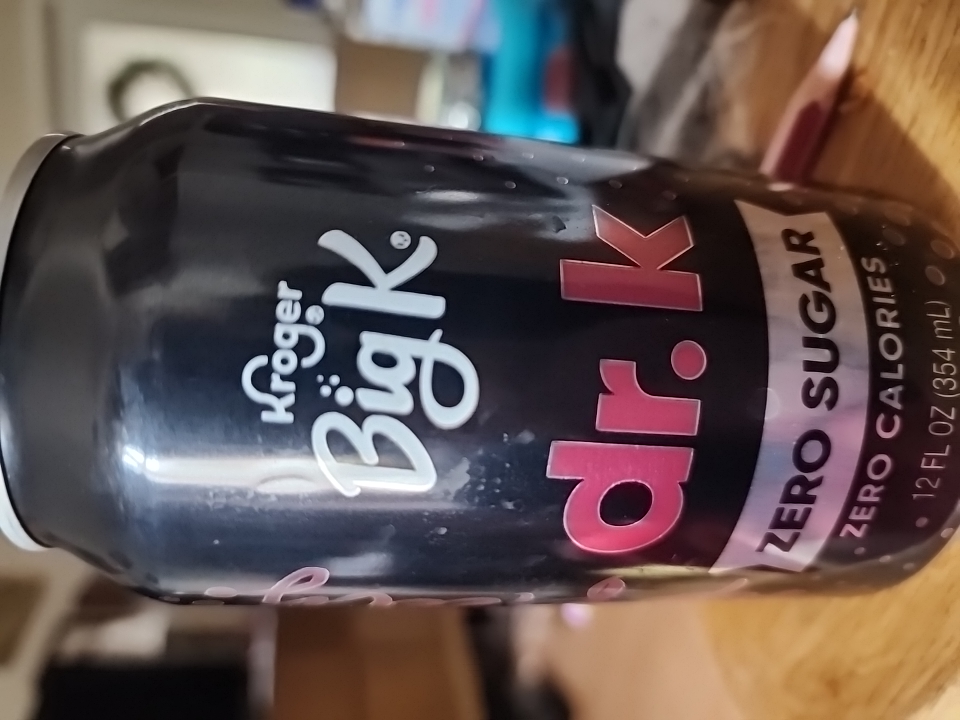 Kroger
Big K
dr. k
ZERO SUGAR
ZERO CALORIES
12 FL OZ (354 mL)